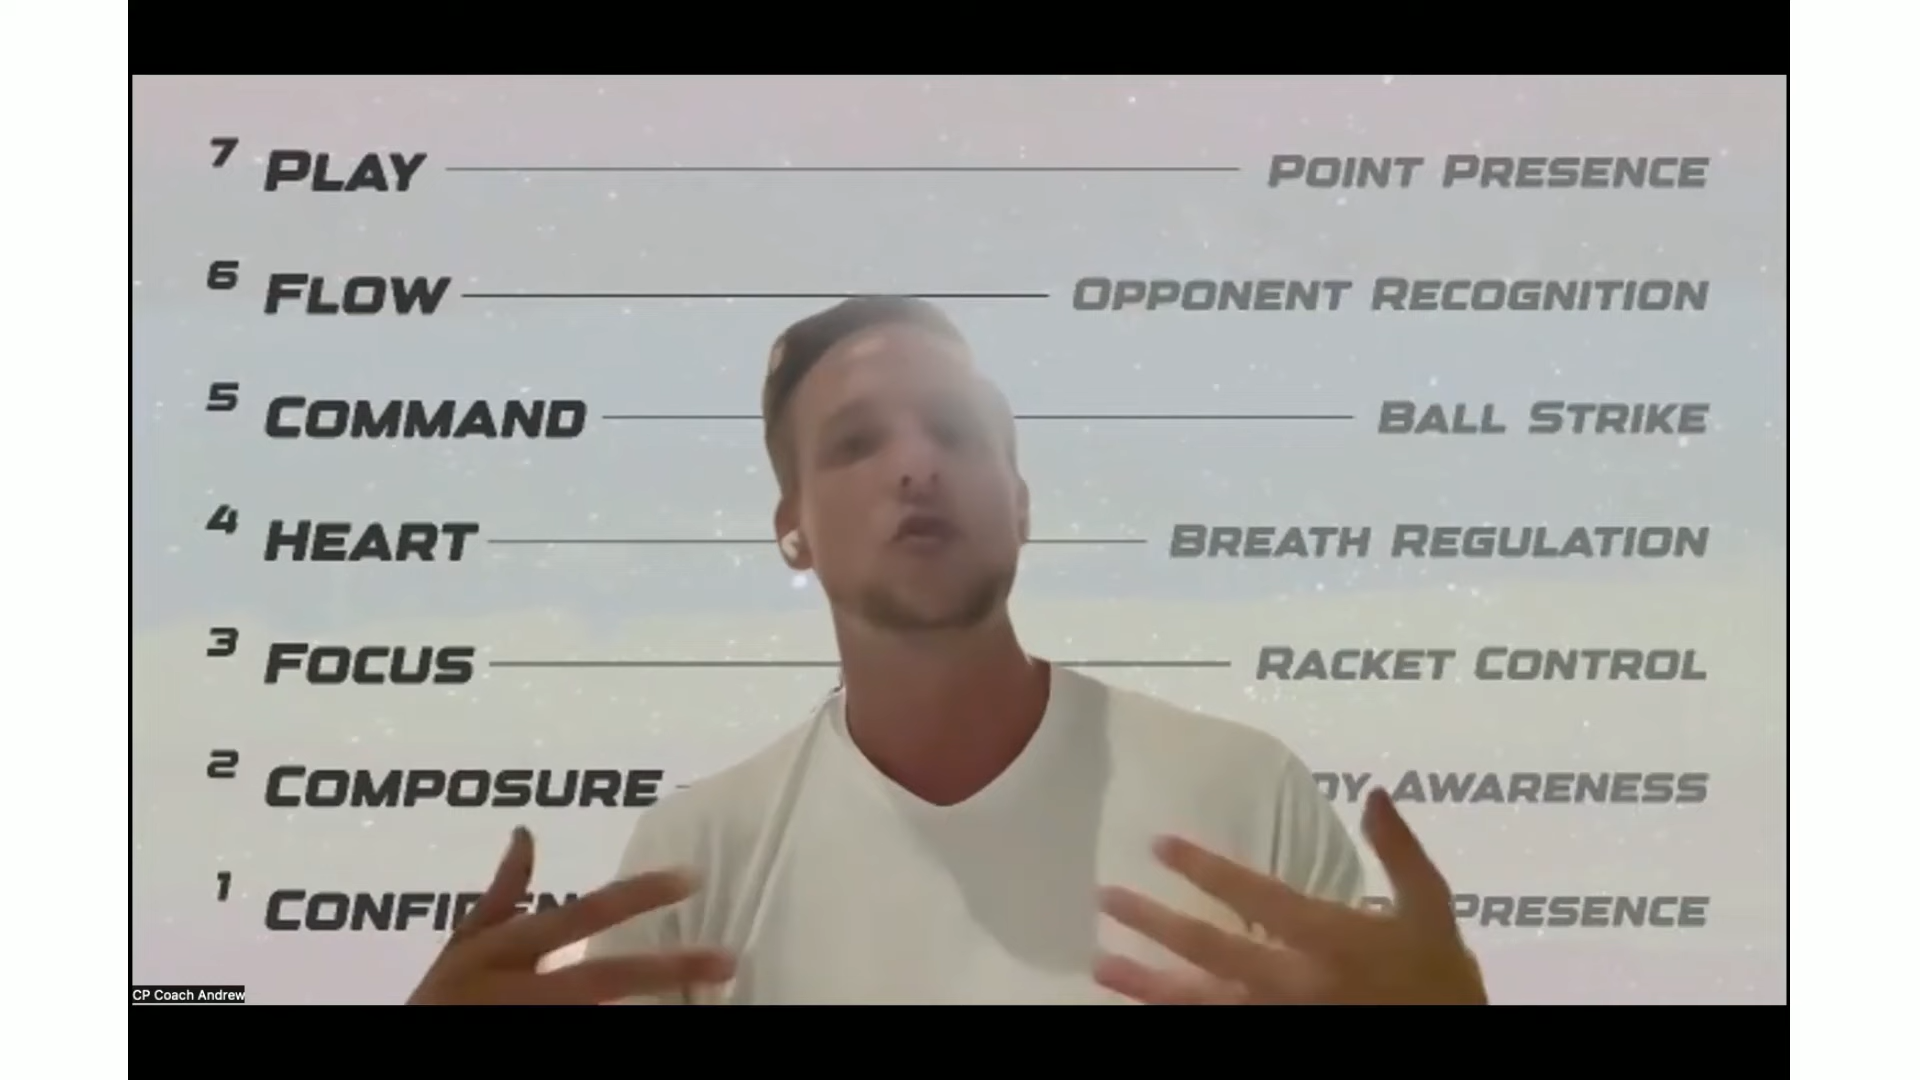 7 PLAY POINT PRESENCE
6 FLOW OPPONENT RECOGNITION
5 COMMAND BALL STRIKE
4 HEART BREATH REGULATION
3 FOCUS RACKET CONTROL
2 COMPOSURE AWARENESS
1 PRESENCE
CP Coach Andrew